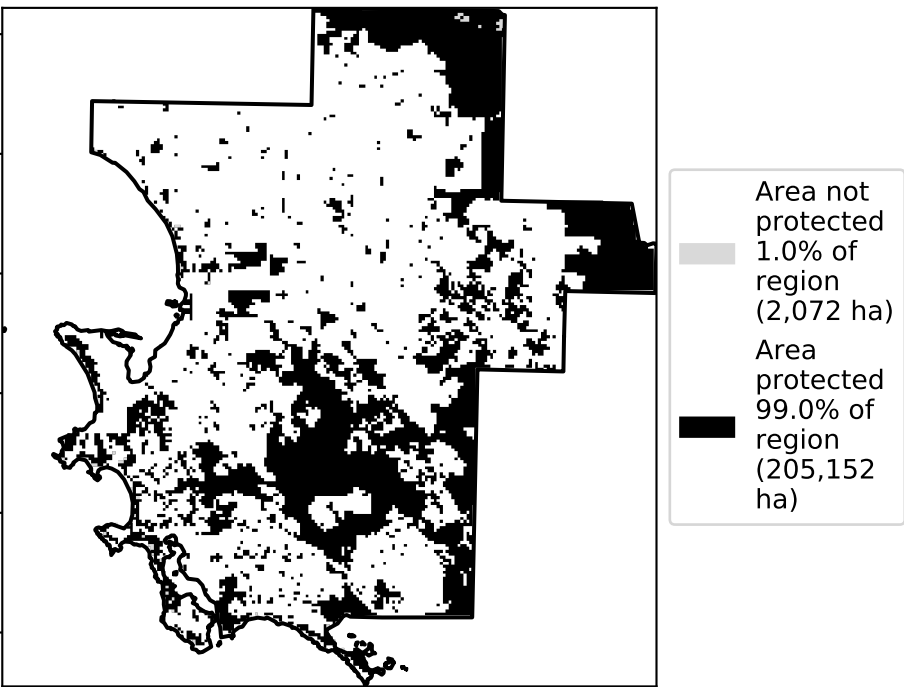 Area not
protected
1.0% of
region
(2,072 ha)
Area
protected
99.0% of
region
(205,152
ha)